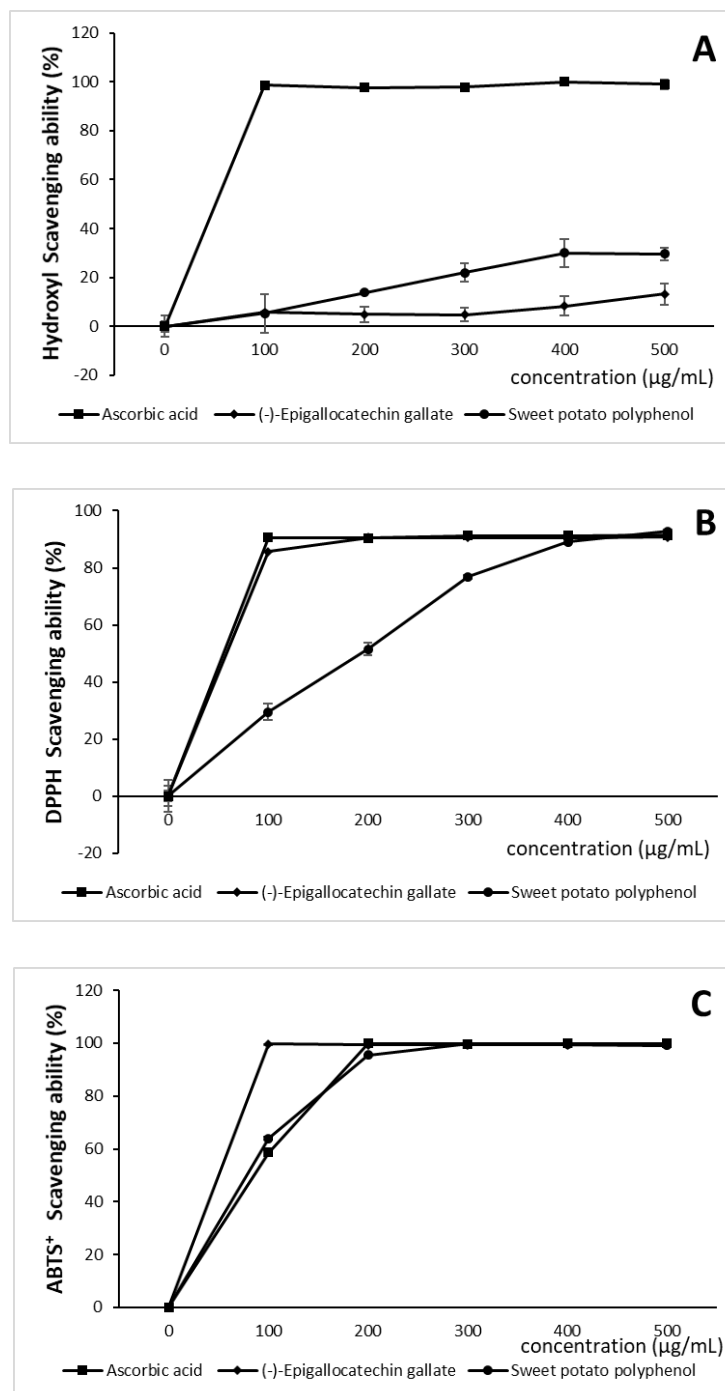 A
Hydroxyl Scavenging ability (%)
120
100
80
60
40
20
0
-20
0 100 200 300 400 500
concentration (µg/mL)
Ascorbic acid (-)-Epigallocatechin gallate Sweet potato polyphenol
B
DPPH Scavenging ability (%)
100
80
60
40
20
0
-20
0 100 200 300 400 500
concentration (µg/mL)
Ascorbic acid (-)-Epigallocatechin gallate Sweet potato polyphenol
C
ABTS⁺ Scavenging ability (%)
120
100
80
60
40
20
0
0 100 200 300 400 500
concentration (µg/mL)
Ascorbic acid (-)-Epigallocatechin gallate Sweet potato polyphenol